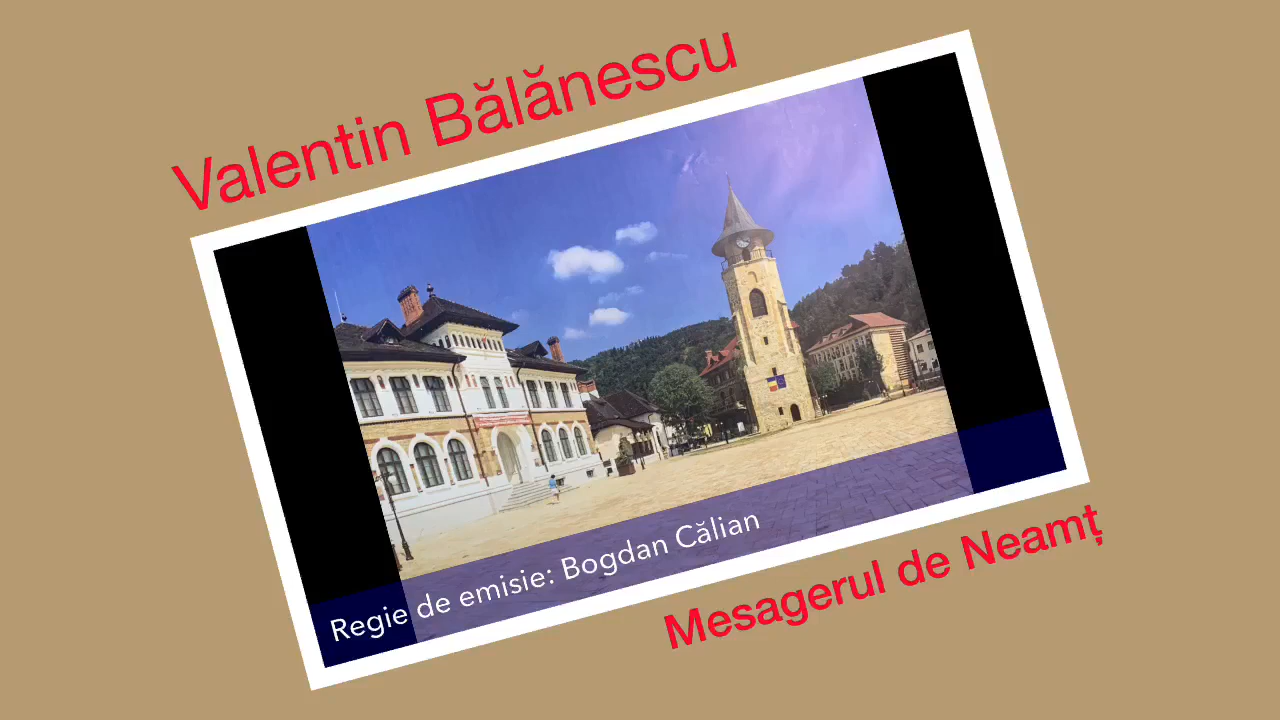 Valentin Bălănescu
Regie de emisie: Bogdan Călian
Mesagerul de Neamț